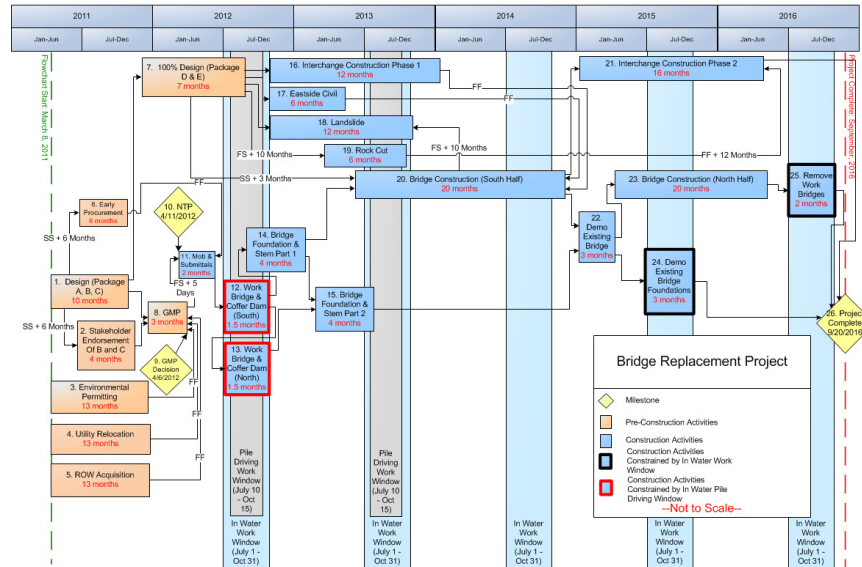 2011
2012
2013
2014
2015
2016
Jan-Jun
Jul-Dec
Jan-Jun
Jul-Dec
Jan-Jun
Jul-Dec
Jan-Jun
Jul-Dec
Jan-Jun
Jul-Dec
Jan-Jun
Jul-Dec
Flowchart Start: March 8, 2011
Project Complete: September, 2016
7. 100% Design (Package
D & E)
7 months
16. Interchange Construction Phase 1
12 months
FF
21. Interchange Construction Phase 2
16 months
17. Eastside Civil
6 months
FF
18. Landslide
12 months
FS + 10 Months
19. Rock Cut
6 months
FS + 10 Months
FF + 12 Months
SS + 3 Months
20. Bridge Construction (South Half)
20 months
23. Bridge Construction (North Half)
20 months
25. Remove
Work
Bridges
2 months
FF
6. Early
Procurement
6 months
10. NTP
4/11/2012
SS + 6 Months
14. Bridge
Foundation &
Stem Part 1
4 months
22.
Demo
Existing
Bridge
3 months
11. Mob &
Submittals
2 months
FS + 5
Days
24. Demo
Existing
Bridge
Foundations
3 months
1. Design (Package
A, B, C)
10 months
12. Work
Bridge &
Coffer Dam
(South)
1.5 months
15. Bridge
Foundation &
Stem Part 2
4 months
8. GMP
3 months
SS + 6 Months
2. Stakeholder
Endorsement
Of B and C
4 months
26. Project
Complete
9/20/2016
9. GMP
Decision
4/6/2012
13. Work
Bridge &
Coffer Dam
(North)
1.5 months
3. Environmental
Permitting
13 months
FF
4. Utility Relocation
13 months
FF
5. ROW Acquisition
13 months
FF
Bridge Replacement Project
Milestone
Pre-Construction Activities
Construction Activities
Construction Activities
Constrained by In Water Work
Window
Construction Activities
Constrained by In Water Pile
Driving Window
--Not to Scale--
Pile
Driving
Work
Window
(July 10
- Oct
15)
Pile
Driving
Work
Window
(July 10
- Oct
15)
In Water
Work
Window
(July 1 -
Oct 31)
In Water
Work
Window
(July 1 -
Oct 31)
In Water
Work
Window
(July 1 -
Oct 31)
In Water
Work
Window
(July 1 -
Oct 31)
In Water
Work
Window
(July 1 -
Oct 31)